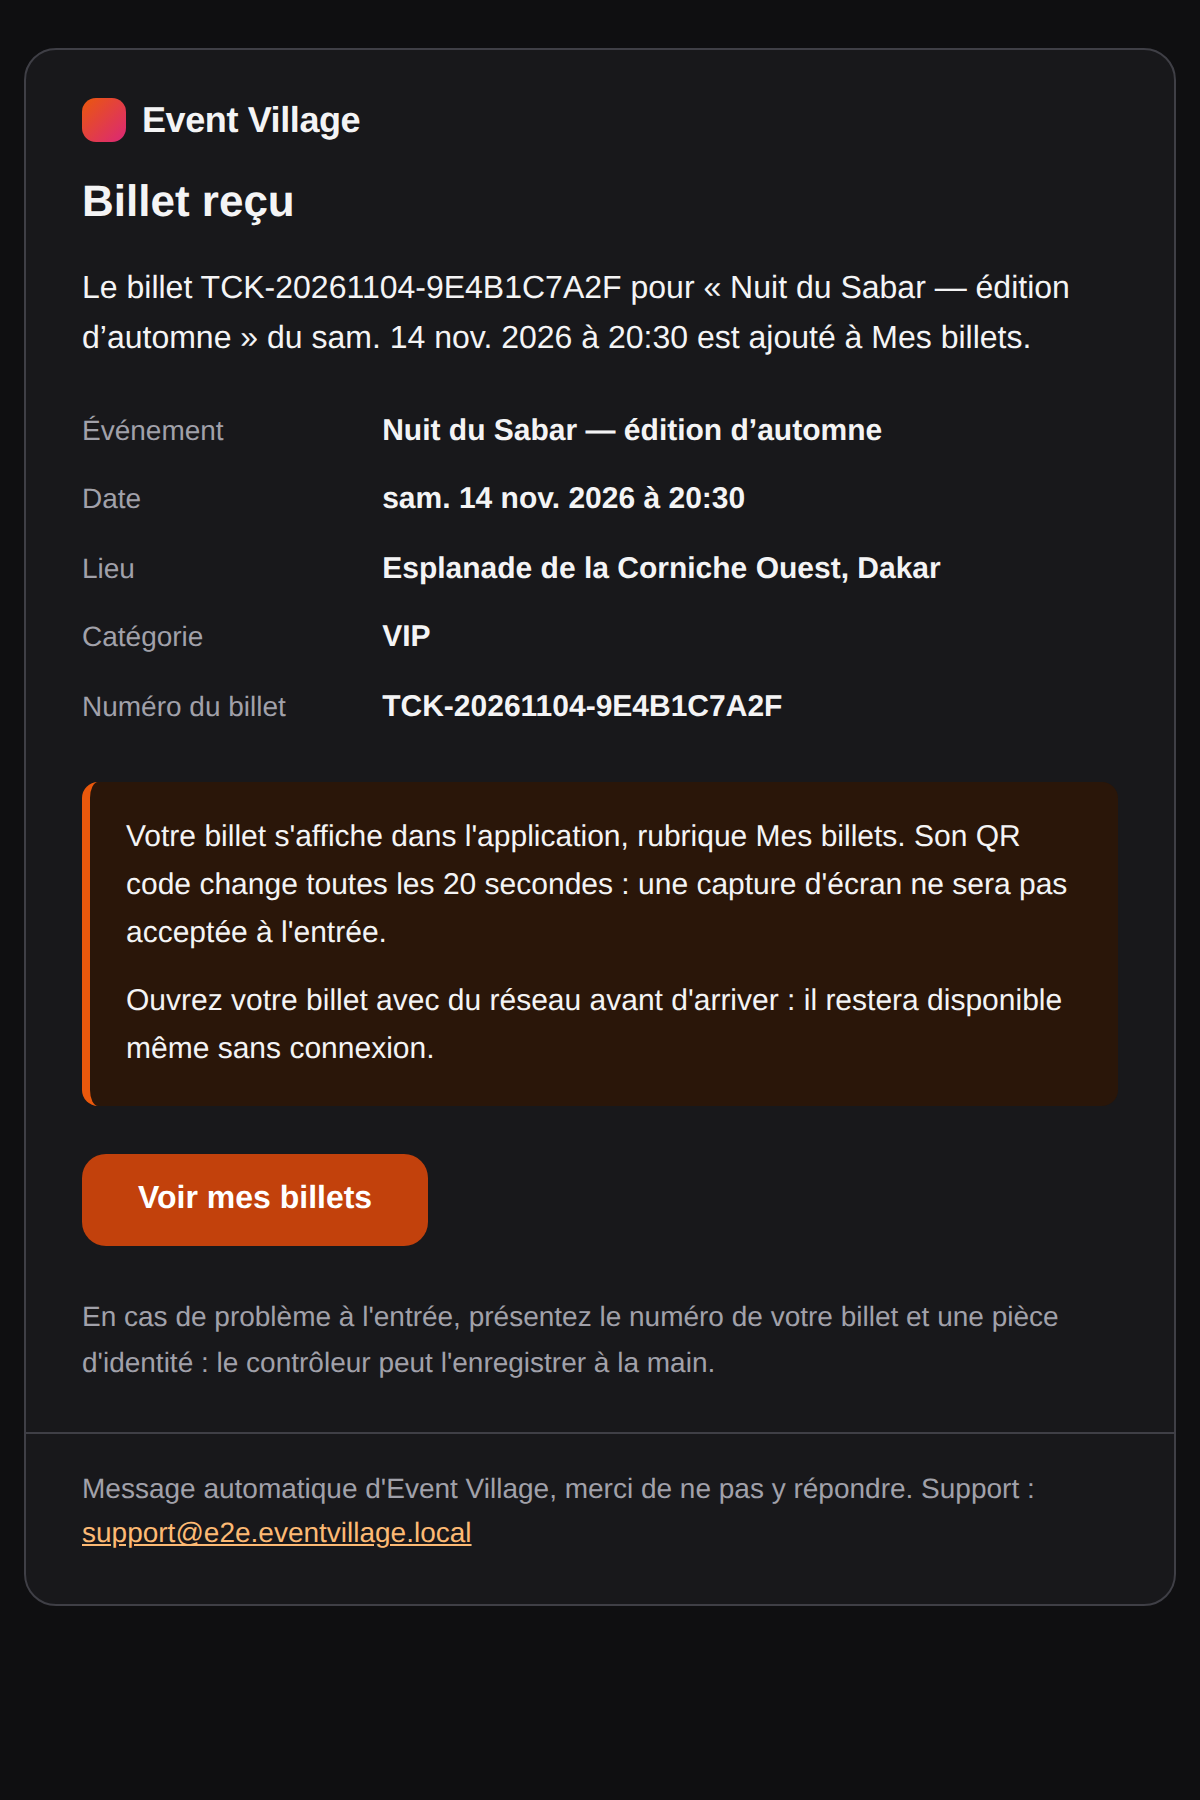 Event Village
Billet reçu
Le billet TCK-20261104-9E4B1C7A2F pour « Nuit du Sabar — édition
d’automne » du sam. 14 nov. 2026 à 20:30 est ajouté à Mes billets.
Événement Nuit du Sabar — édition d’automne
Date sam. 14 nov. 2026 à 20:30
Lieu Esplanade de la Corniche Ouest, Dakar
Catégorie VIP
Numéro du billet TCK-20261104-9E4B1C7A2F
Votre billet s'affiche dans l'application, rubrique Mes billets. Son QR
code change toutes les 20 secondes : une capture d'écran ne sera pas
acceptée à l'entrée.
Ouvrez votre billet avec du réseau avant d'arriver : il restera disponible
même sans connexion.
Voir mes billets
En cas de problème à l'entrée, présentez le numéro de votre billet et une pièce
d'identité : le contrôleur peut l'enregistrer à la main.
Message automatique d'Event Village, merci de ne pas y répondre. Support :
support@e2e.eventvillage.local